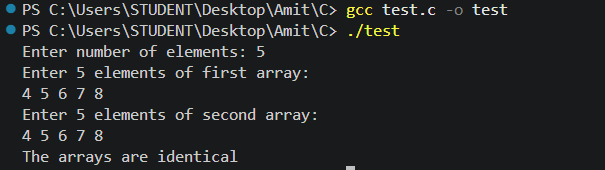 PS C:\Users\STUDENT\Desktop\Amit\C> gcc test.c -o test
PS C:\Users\STUDENT\Desktop\Amit\C> ./test
Enter number of elements: 5
Enter 5 elements of first array:
4 5 6 7 8
Enter 5 elements of second array:
4 5 6 7 8
The arrays are identical